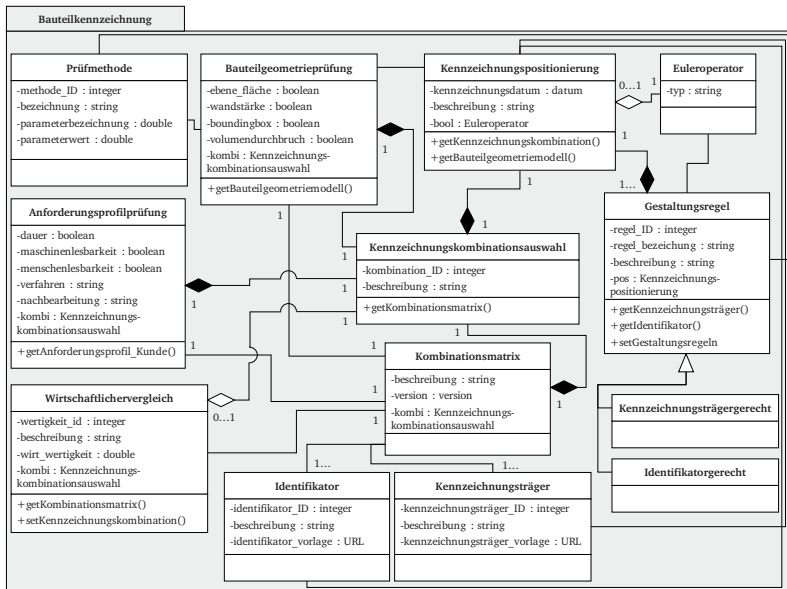 Bauteilkennzeichnung
Prüfmethode
-methode_ID : integer
-bezeichnung : string
-parameterbezeichnung : double
-parameterwert : double
Bauteilgeometrieprüfung
-ebene_fläche : boolean
-wandstärke : boolean
-boundingbox : boolean
-volumendurchbruch : boolean
-kombi : Kennzeichnungs-
kombinationsauswahl
+getBauteilgeometriemodell()
Kennzeichnungspositionierung
-kennzeichnungsdatum : datum
-beschreibung : string
-bool : Euleroperator
+getKennzeichnungskombination()
+getBauteilgeometriemodell()
0...1
1
Euleroperator
-typ : string
1
1
1...
1
1
1
Anforderungsprofilprüfung
-dauer : boolean
-maschinenlesbarkeit : boolean
-menschenlesbarkeit : boolean
-verfahren : string
-nachbearbeitung : string
-kombi : Kennzeichnungs-
kombinationsauswahl
+getAnforderungsprofil_Kunde()
1
1
1
1
1
Kennzeichnungskombinationsauswahl
-kombination_ID : integer
-beschreibung : string
+getKombinationsmatrix()
1
Gestaltungsregel
-regel_ID : integer
-regel_bezeichung : string
-beschreibung : string
-pos : Kennzeichnungs-
positionierung
+getKennzeichnungsträger()
+getIdentifikator()
+setGestaltungsregeln
Wirtschaftlichervergleich
-wertigkeit_id : integer
-beschreibung : string
-wirt_wertigkeit : double
-kombi : Kennzeichnungs-
kombinationsauswahl
+getKombinationsmatrix()
+setKennzeichnungskombination()
0...1
1
1
1
Kombinationsmatrix
-beschreibung : string
-version : version
-kombi : Kennzeichnungs-
kombinationsauswahl
1
Kennzeichnungsträgergerecht
Identifikatorgerecht
1...
1...
Identifikator
-identifikator_ID : integer
-beschreibung : string
-identifikator_vorlage : URL
Kennzeichnungsträger
-kennzeichnungsträger_ID : integer
-beschreibung : string
-kennzeichnungsträger_vorlage : URL